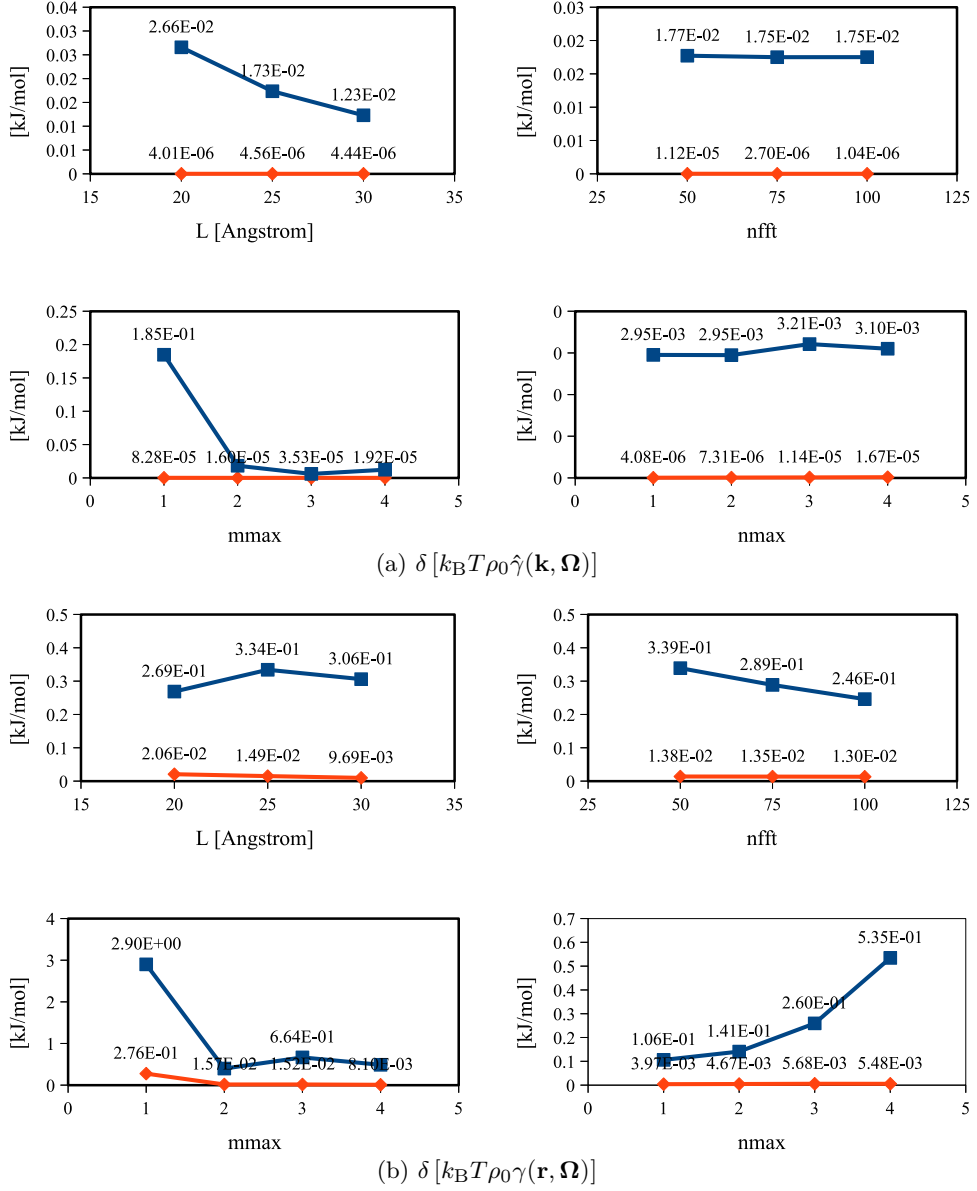 0.04
0.03
0.03
0.02
0.02
0.01
0.01
0
[kJ/mol]
2.66E-02
1.73E-02
1.23E-02
4.01E-06
4.56E-06
4.44E-06
15
20
25
30
35
L [Angstrom]
0.03
0.02
0.02
0.01
0.01
0
[kJ/mol]
1.77E-02
1.75E-02
1.75E-02
1.12E-05
2.70E-06
1.04E-06
25
50
75
100
125
nfft
0.25
0.2
0.15
0.1
0.05
0
[kJ/mol]
1.85E-01
8.28E-05
1.60E-05
3.53E-05
1.92E-05
0
1
2
3
4
5
mmax
0
0
0
0
0
[kJ/mol]
2.95E-03
2.95E-03
3.21E-03
3.10E-03
4.08E-06
7.31E-06
1.14E-05
1.67E-05
0
1
2
3
4
5
nmax
(a) δ [k_B Tρ_0 γ̂(k, Ω)]
0.5
0.4
0.3
0.2
0.1
0
[kJ/mol]
2.69E-01
3.34E-01
3.06E-01
2.06E-02
1.49E-02
9.69E-03
15
20
25
30
35
L [Angstrom]
0.5
0.4
0.3
0.2
0.1
0
[kJ/mol]
3.39E-01
2.89E-01
2.46E-01
1.38E-02
1.35E-02
1.30E-02
25
50
75
100
125
nfft
4
3
2
1
0
[kJ/mol]
2.90E+00
6.64E-01
2.76E-01
1.57E-02
1.52E-02
8.10E-03
0
1
2
3
4
5
mmax
0.7
0.6
0.5
0.4
0.3
0.2
0.1
0
[kJ/mol]
1.06E-01
1.41E-01
2.60E-01
5.35E-01
3.97E-03
4.67E-03
5.68E-03
5.48E-03
0
1
2
3
4
5
nmax
(b) δ [k_B Tρ_0 γ(r, Ω)]